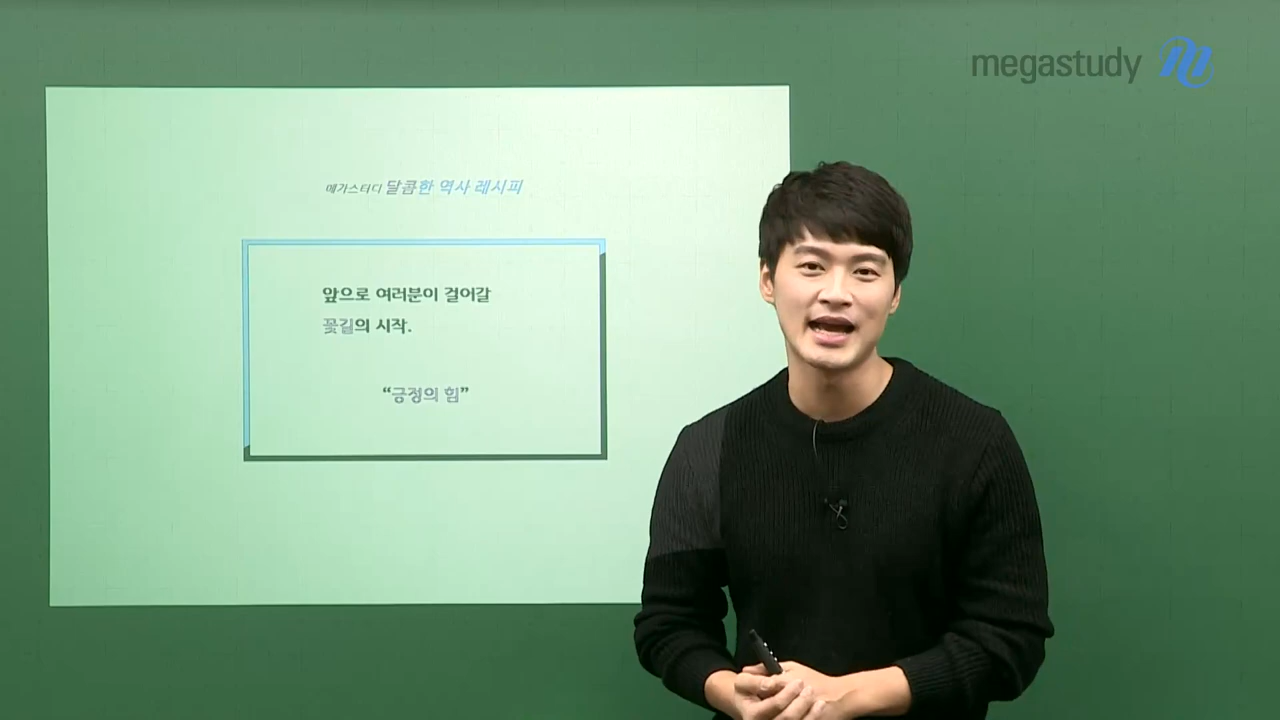 megastudy
메가스터디 달콤한 역사 레시피
앞으로 여러분이 걸어갈
꽃길의 시작.
“긍정의 힘”